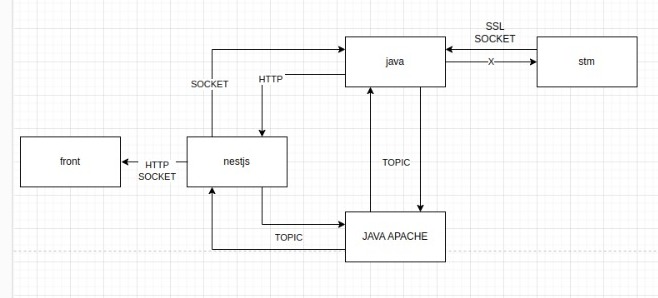 SSL
SOCKET
java
X
stm
SOCKET
HTTP
front
HTTP
SOCKET
nestjs
TOPIC
TOPIC
JAVA APACHE